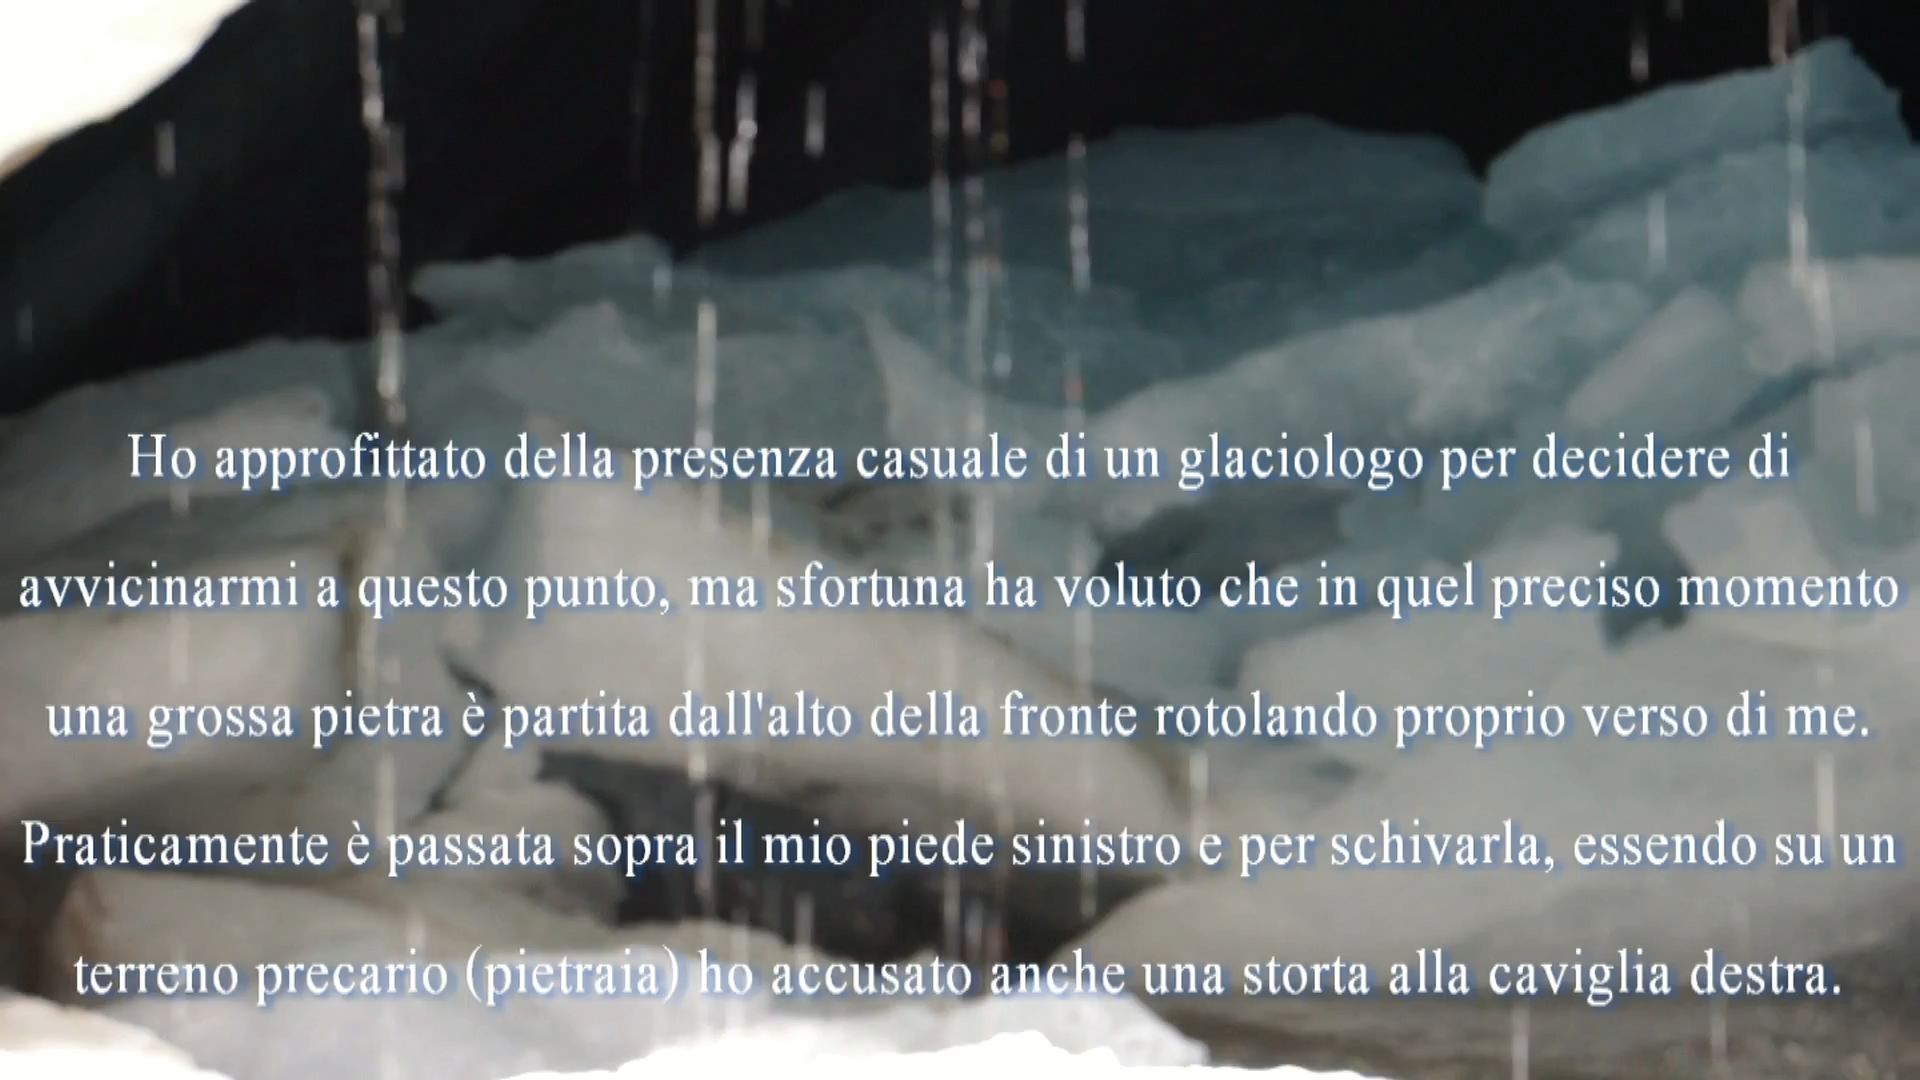 Ho approfittato della presenza casuale di un glaciologo per decidere di
avvicinarmi a questo punto, ma sfortuna ha voluto che in quel preciso momento
una grossa pietra è partita dall'alto della fronte rotolando proprio verso di me.
Praticamente è passata sopra il mio piede sinistro e per schivarla, essendo su un
terreno precario (pietraia) ho accusato anche una storta alla caviglia destra.